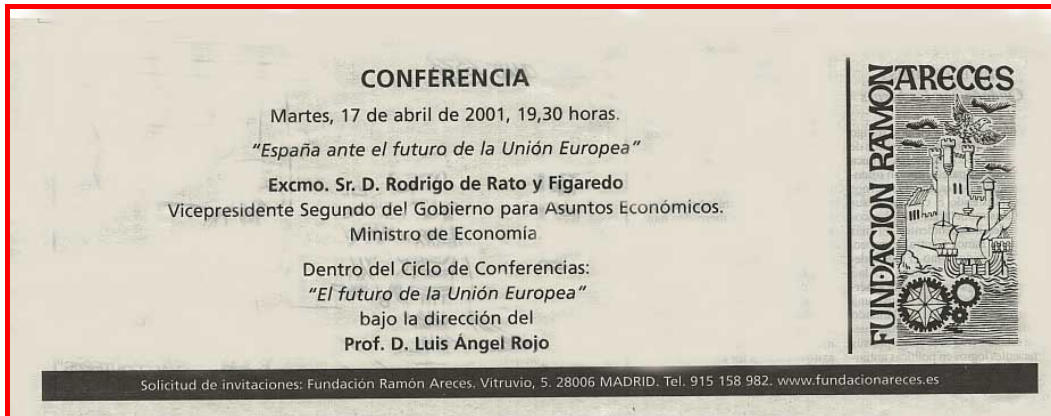 CONFERENCIA
Martes, 17 de abril de 2001, 19,30 horas.
"España ante el futuro de la Unión Europea"
Excmo. Sr. D. Rodrigo de Rato y Figaredo
Vicepresidente Segundo del Gobierno para Asuntos Económicos.
Ministro de Economía
Dentro del Ciclo de Conferencias:
"El futuro de la Unión Europea"
bajo la dirección del
Prof. D. Luis Ángel Rojo
FUNDACION RAMON
ARECES
Solicitud de invitaciones: Fundación Ramón Areces. Vitruvio, 5. 28006 MADRID. Tel. 915 158 982. www.fundacionareces.es